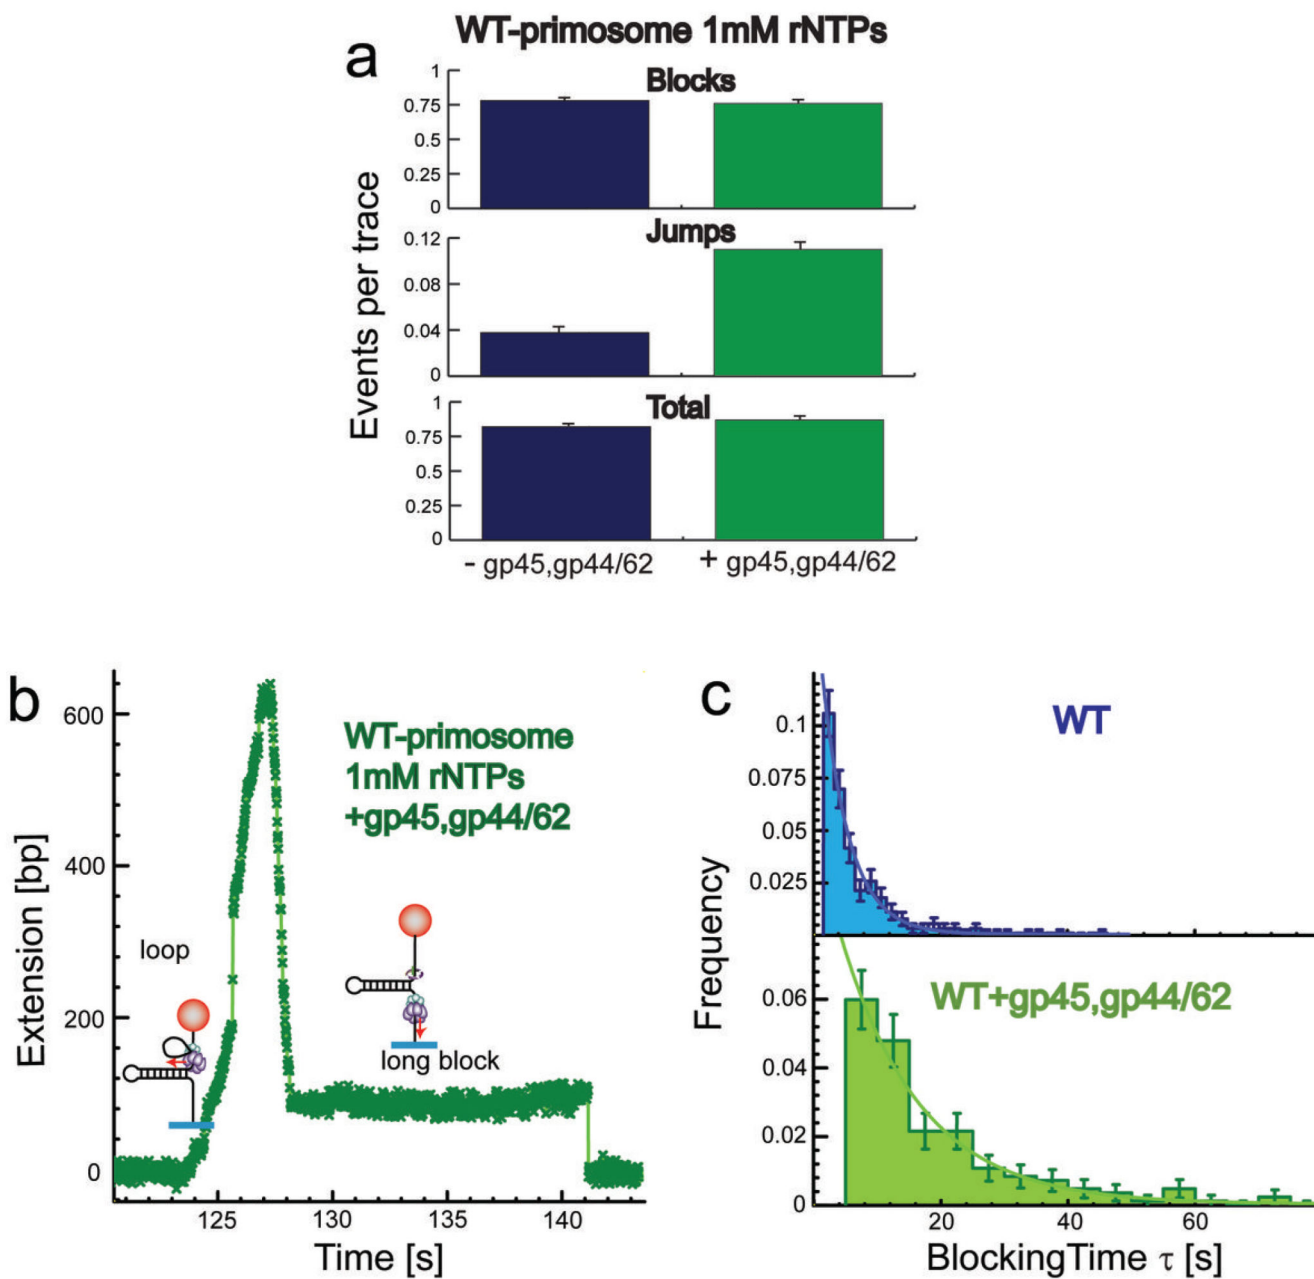 WT-primosome 1mM rNTPs
a
Blocks
1
0.75
0.5
0.25
0
Jumps
0.12
0.08
0.04
0
Total
1
0.75
0.5
0.25
0
Events per trace
- gp45,gp44/62
+ gp45,gp44/62
b
WT-primosome
1mM rNTPs
+gp45,gp44/62
600
400
200
0
Extension [bp]
loop
long block
125
130
135
140
Time [s]
c
WT
0.1
0.075
0.05
0.025
Frequency
WT+gp45,gp44/62
0.06
0.04
0.02
0
20
40
60
BlockingTime τ [s]